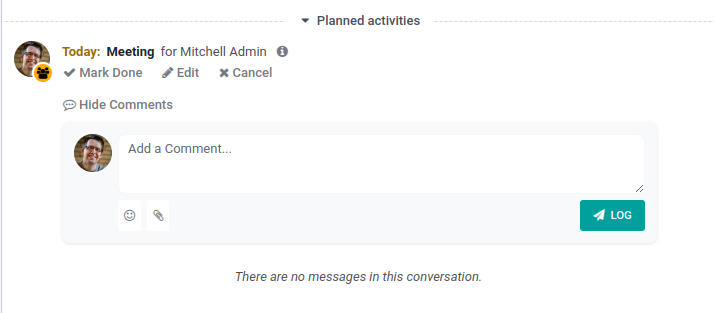 Planned activities
Today: Meeting for Mitchell Admin
Mark Done Edit Cancel
Hide Comments
Add a Comment...
LOG
There are no messages in this conversation.